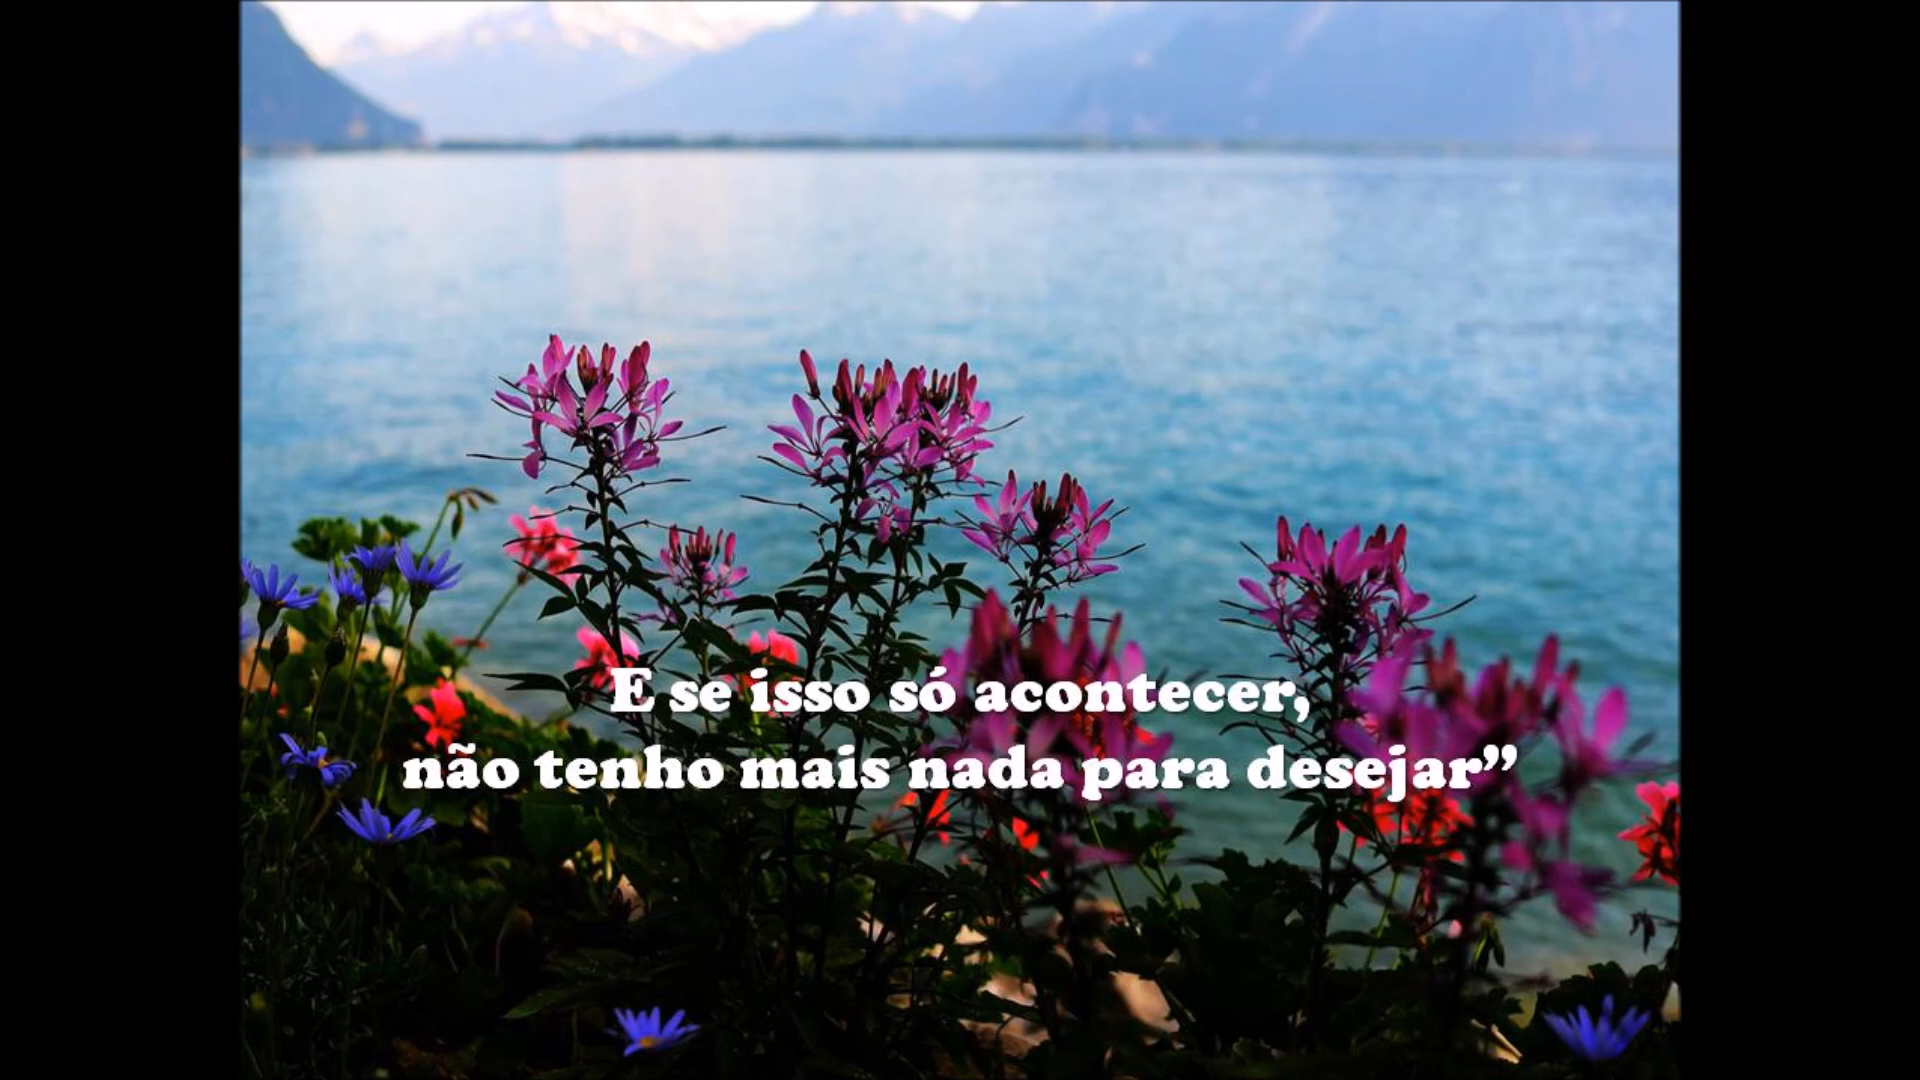 E se isso só acontecer,
não tenho mais nada para desejar”